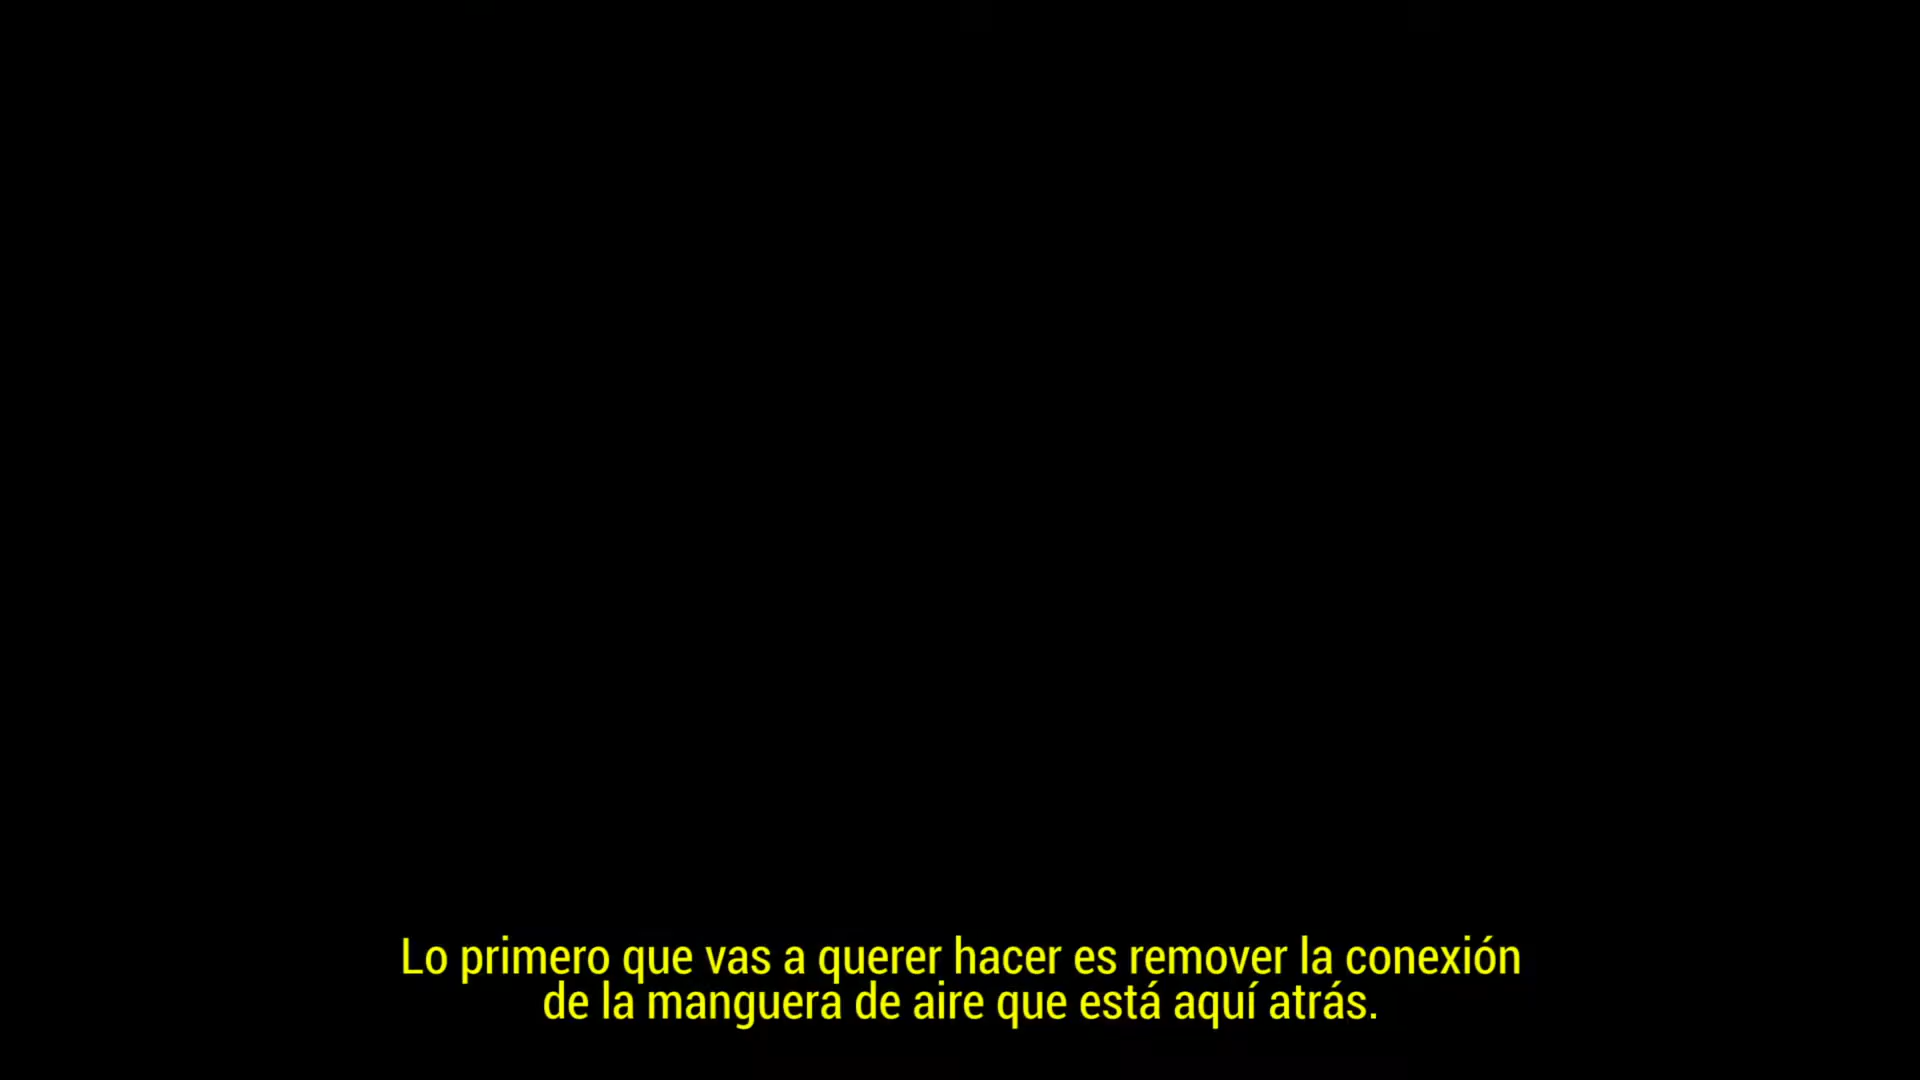 Lo primero que vas a querer hacer es remover la conexión
de la manguera de aire que está aquí atrás.